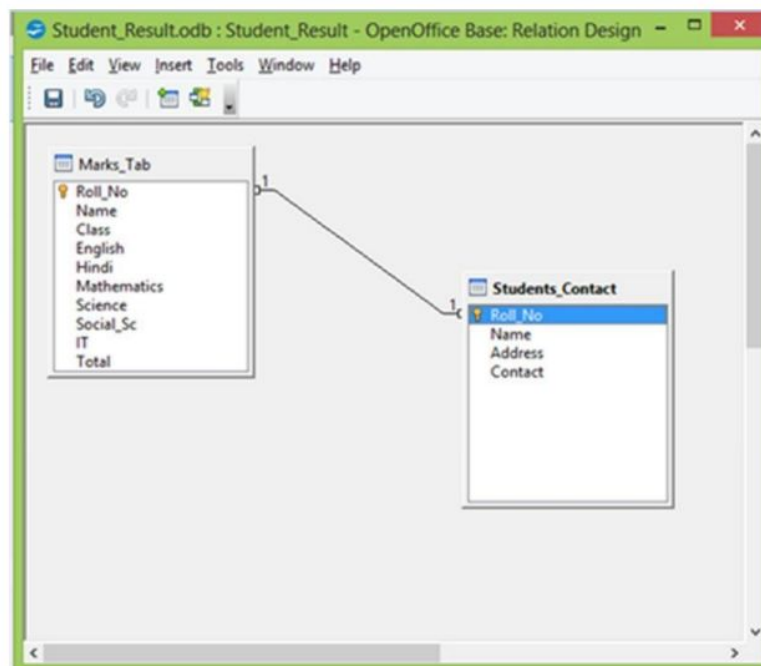 Student_Result.odb : Student_Result - OpenOffice Base: Relation Design
File Edit View Insert Tools Window Help
Marks_Tab
Roll_No
Name
Class
English
Hindi
Mathematics
Science
Social_Sc
IT
Total
1
1
Students_Contact
Roll_No
Name
Address
Contact